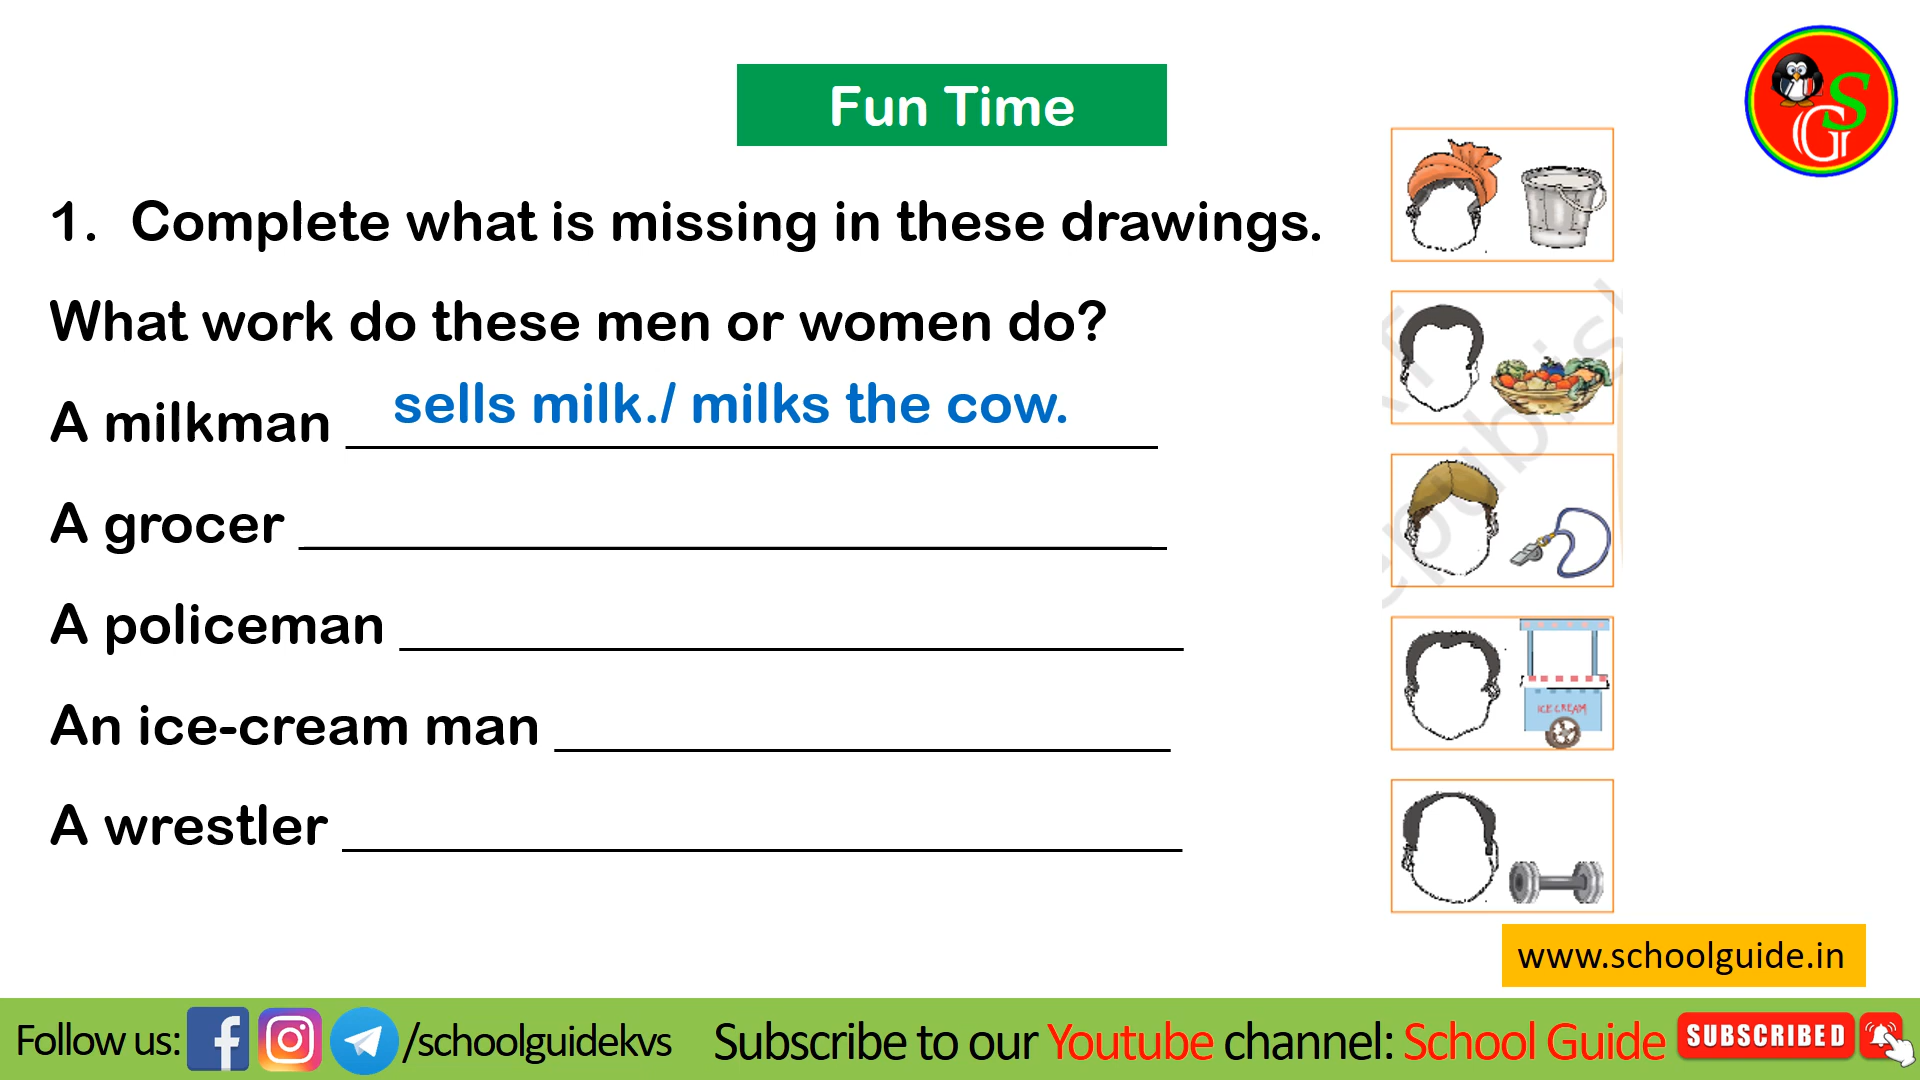 Fun Time
SG
1. Complete what is missing in these drawings.
What work do these men or women do?
A milkman sells milk./ milks the cow.
A grocer
A policeman
An ice-cream man
A wrestler
ICE CREAM
www.schoolguide.in
Follow us: /schoolguidekvs Subscribe to our Youtube channel: School Guide SUBSCRIBED